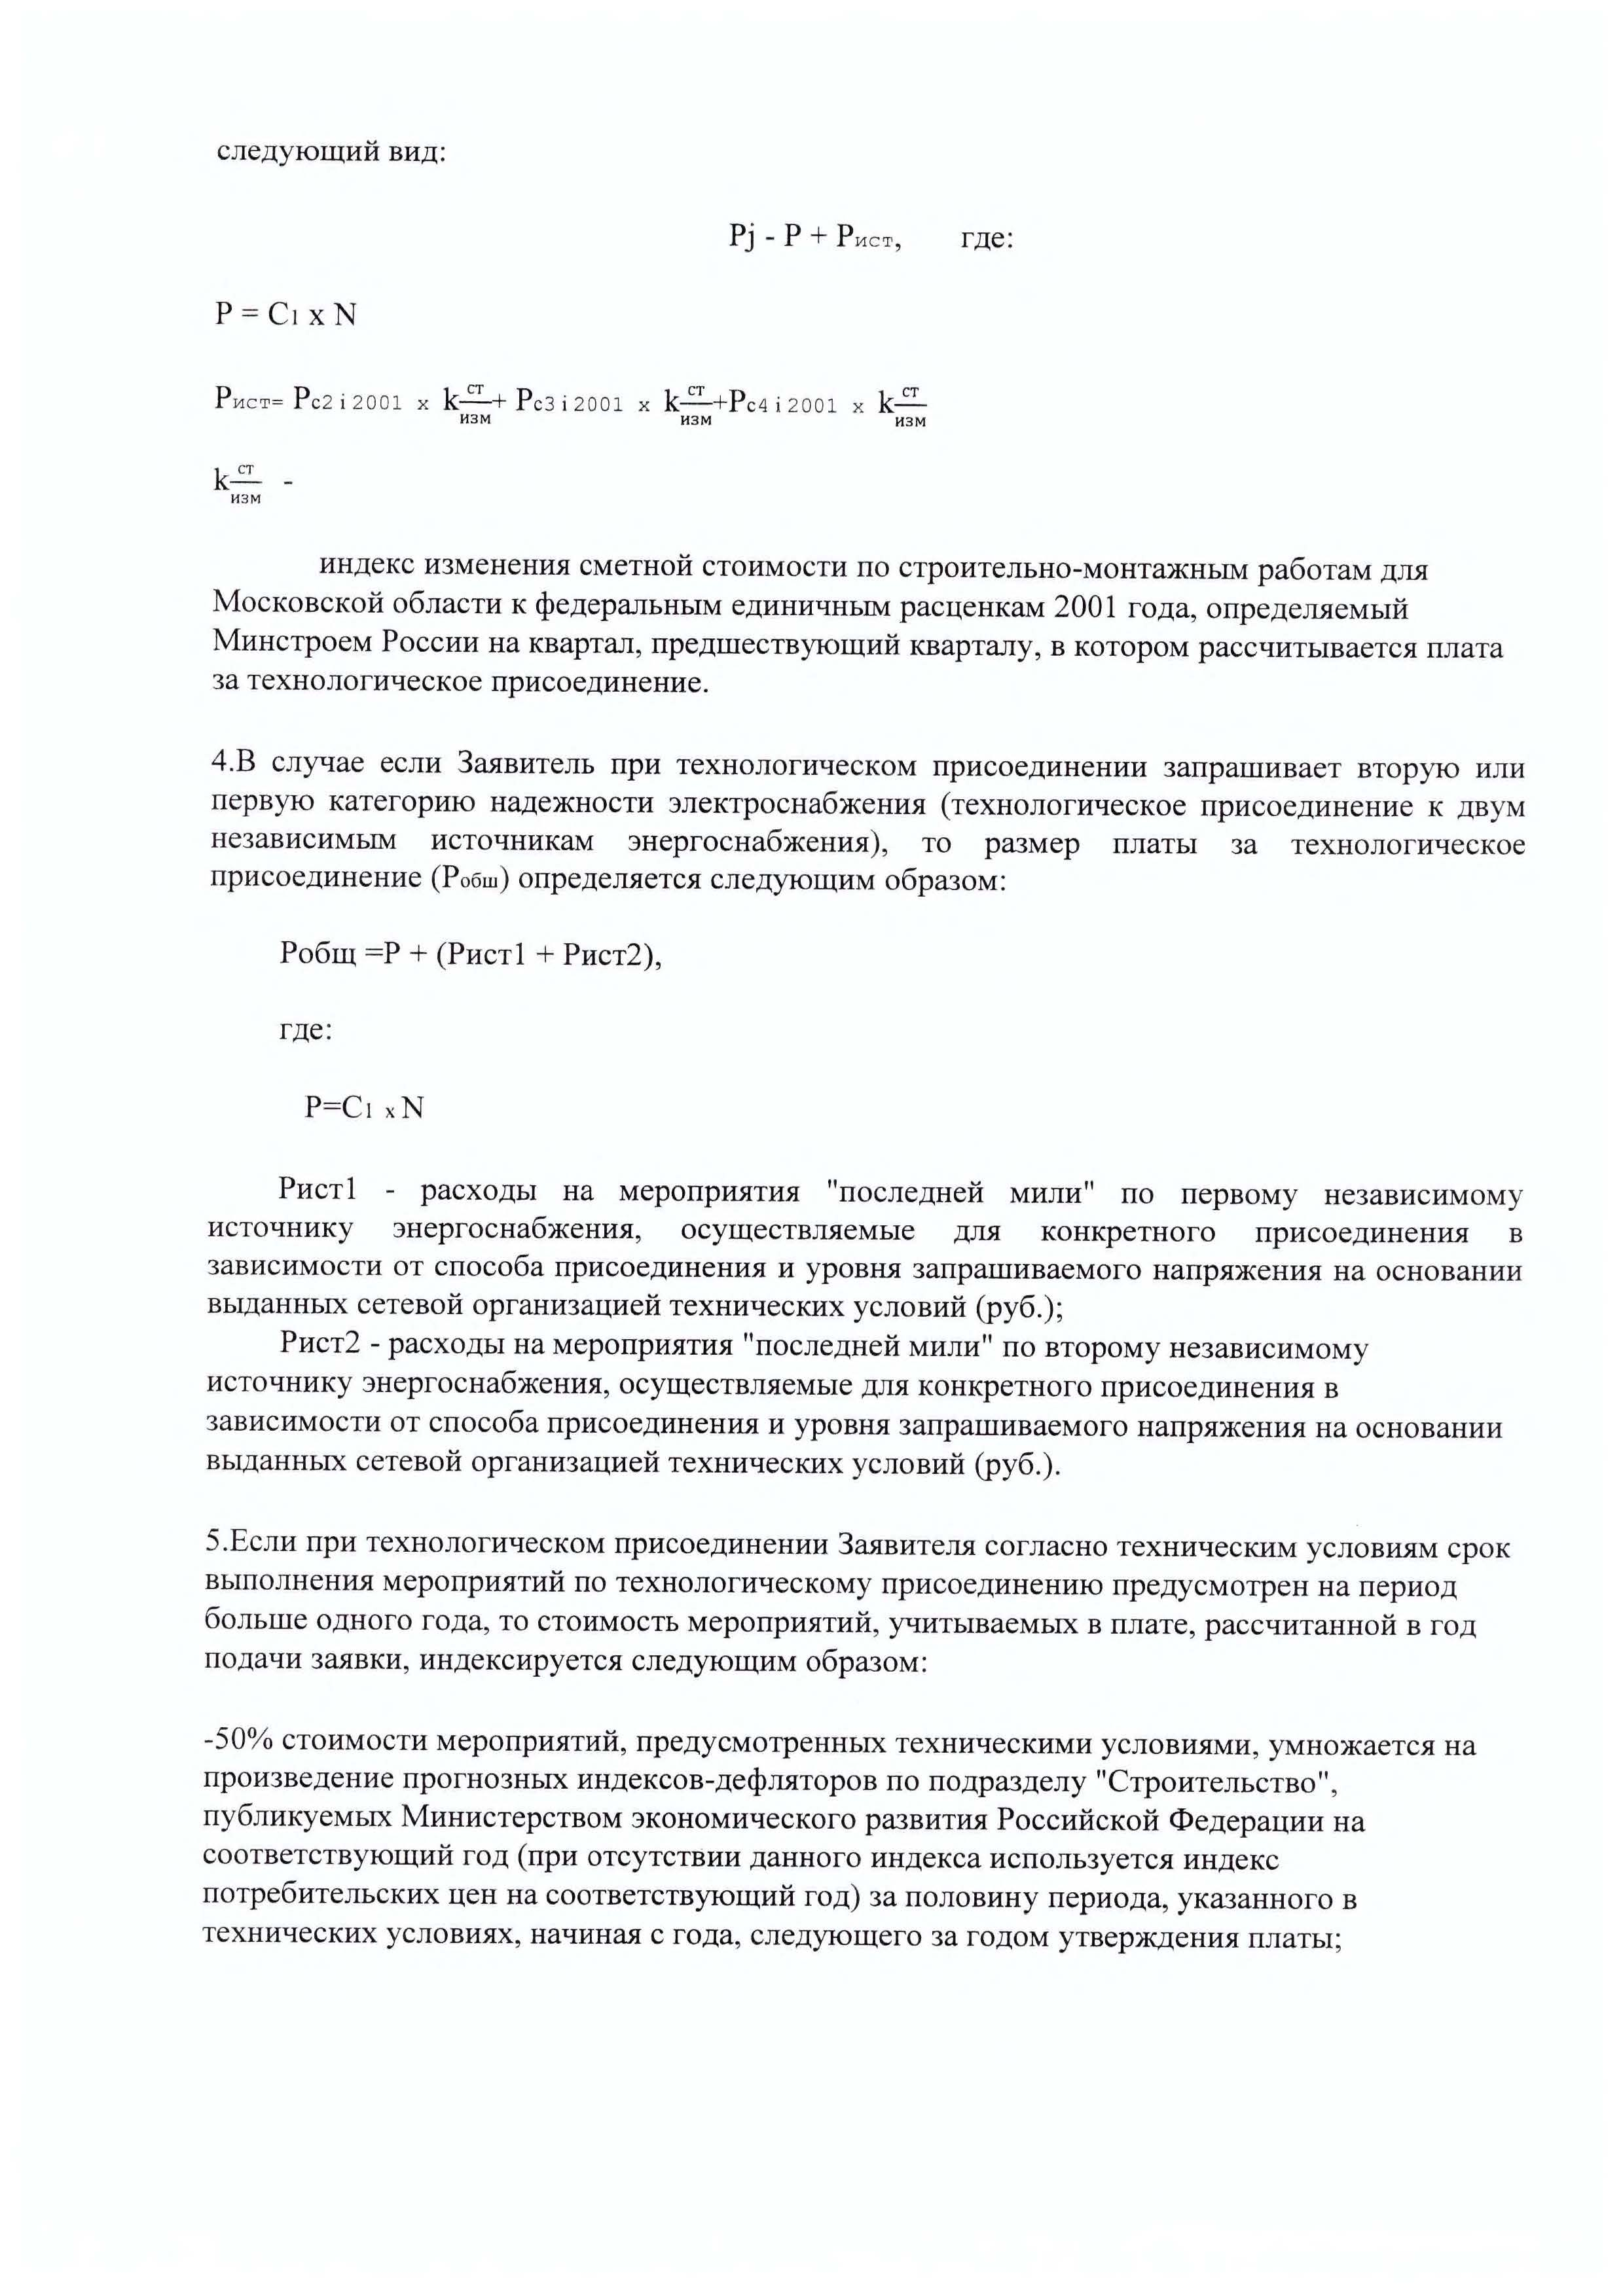 следующий вид:
Pj - P + Pист, где:
P = C1 x N
Pист= Pc2 i 2001 x k ст/изм + Pc3 i 2001 x k ст/изм +Pc4 i 2001 x k ст/изм
k ст/изм -
индекс изменения сметной стоимости по строительно-монтажным работам для
Московской области к федеральным единичным расценкам 2001 года, определяемый
Минстроем России на квартал, предшествующий кварталу, в котором рассчитывается плата
за технологическое присоединение.
4.В случае если Заявитель при технологическом присоединении запрашивает вторую или
первую категорию надежности электроснабжения (технологическое присоединение к двум
независимым источникам энергоснабжения), то размер платы за технологическое
присоединение (Робш) определяется следующим образом:
Робщ =Р + (Рист1 + Рист2),
где:
P=C1 x N
Рист1 - расходы на мероприятия "последней мили" по первому независимому
источнику энергоснабжения, осуществляемые для конкретного присоединения в
зависимости от способа присоединения и уровня запрашиваемого напряжения на основании
выданных сетевой организацией технических условий (руб.);
Рист2 - расходы на мероприятия "последней мили" по второму независимому
источнику энергоснабжения, осуществляемые для конкретного присоединения в
зависимости от способа присоединения и уровня запрашиваемого напряжения на основании
выданных сетевой организацией технических условий (руб.).
5.Если при технологическом присоединении Заявителя согласно техническим условиям срок
выполнения мероприятий по технологическому присоединению предусмотрен на период
больше одного года, то стоимость мероприятий, учитываемых в плате, рассчитанной в год
подачи заявки, индексируется следующим образом:
-50% стоимости мероприятий, предусмотренных техническими условиями, умножается на
произведение прогнозных индексов-дефляторов по подразделу "Строительство",
публикуемых Министерством экономического развития Российской Федерации на
соответствующий год (при отсутствии данного индекса используется индекс
потребительских цен на соответствующий год) за половину периода, указанного в
технических условиях, начиная с года, следующего за годом утверждения платы;